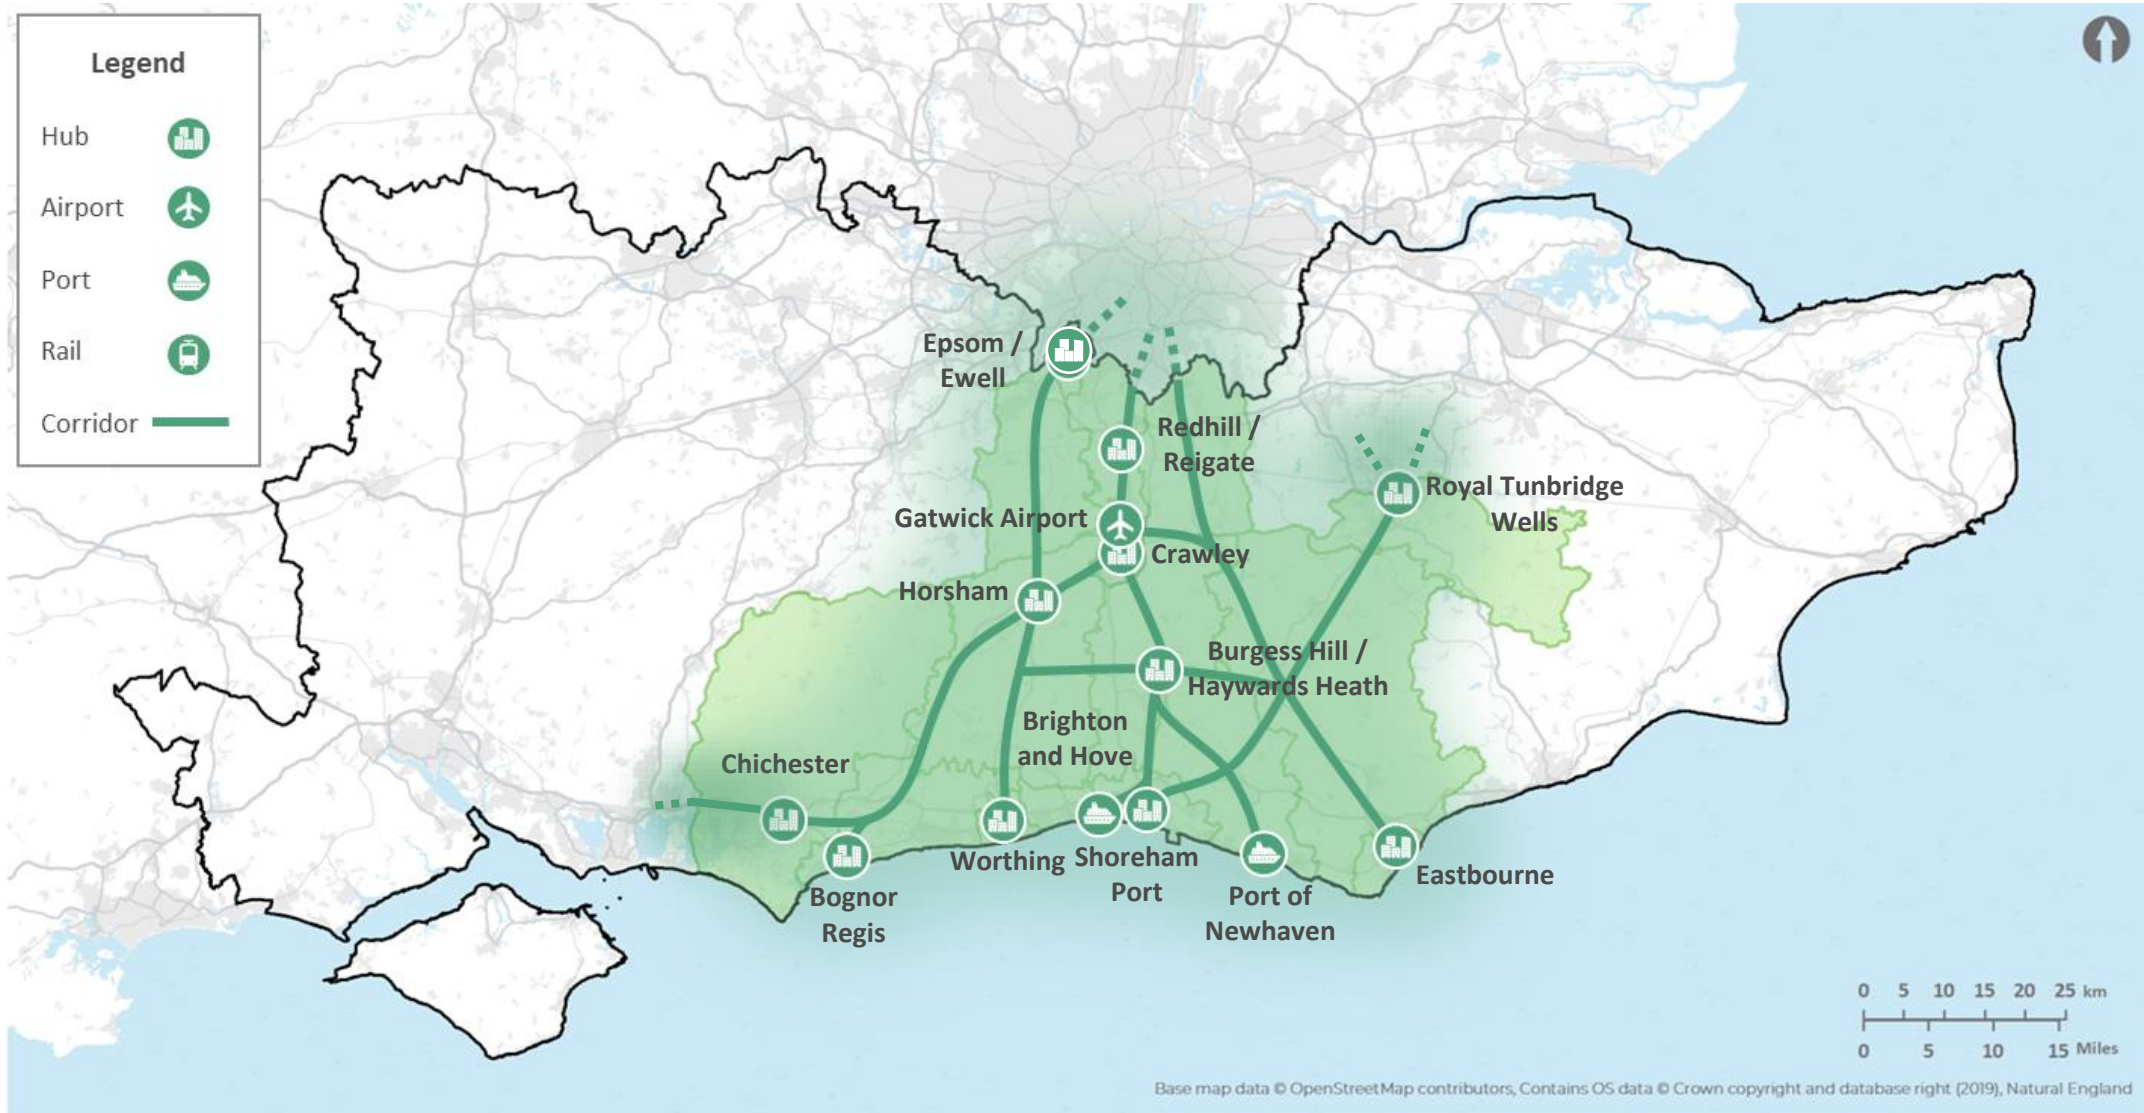 Legend
Hub
Airport
Port
Rail
Corridor
Epsom /
Ewell
Redhill /
Reigate
Royal Tunbridge
Wells
Gatwick Airport
Crawley
Horsham
Burgess Hill /
Haywards Heath
Brighton
and Hove
Chichester
Worthing
Shoreham
Port
Bognor
Regis
Port of
Newhaven
Eastbourne
0 5 10 15 20 25 km
0 5 10 15 Miles
Base map data © OpenStreetMap contributors, Contains OS data © Crown copyright and database right (2019), Natural England